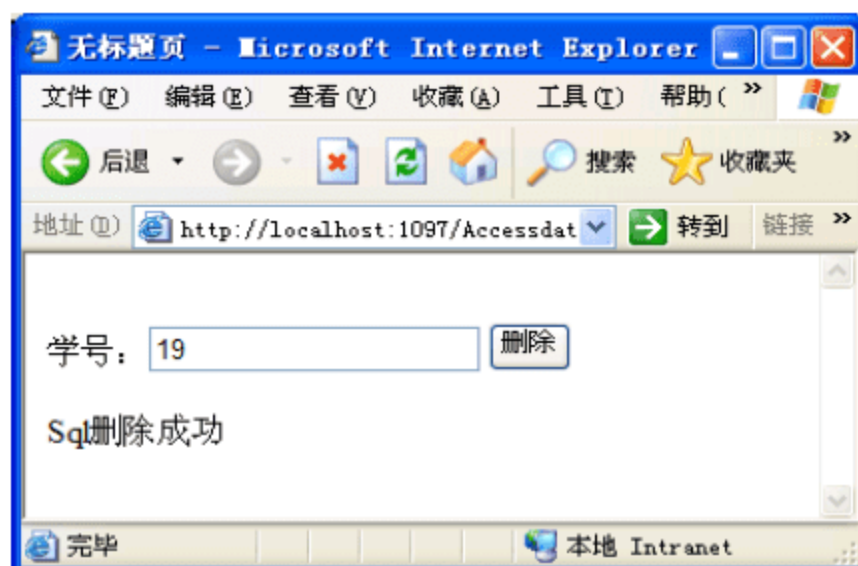 无标题页 - Microsoft Internet Explorer
文件(F) 编辑(E) 查看(V) 收藏(A) 工具(T) 帮助( »
后退 搜索 收藏夹 »
地址(D) http://localhost:1097/Accessdat 转到 链接 »
学号： 19 删除
Sql删除成功
完毕 本地 Intranet